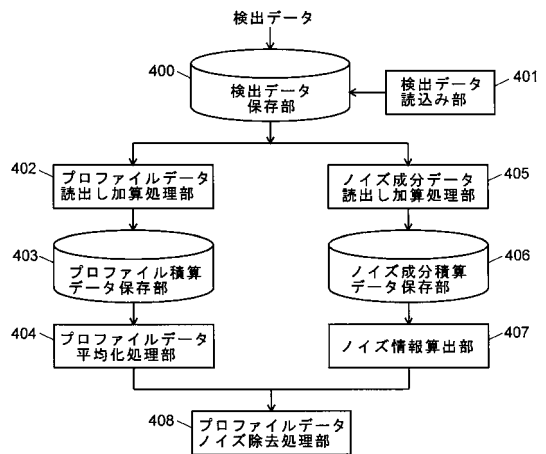 検出データ
400
検出データ
保存部
検出データ
読込み部
401
402
プロファイルデータ
読出し加算処理部
ノイズ成分データ
読出し加算処理部
405
403
プロファイル積算
データ保存部
ノイズ成分積算
データ保存部
406
404
プロファイルデータ
平均化処理部
ノイズ情報算出部
407
408
プロファイルデータ
ノイズ除去処理部